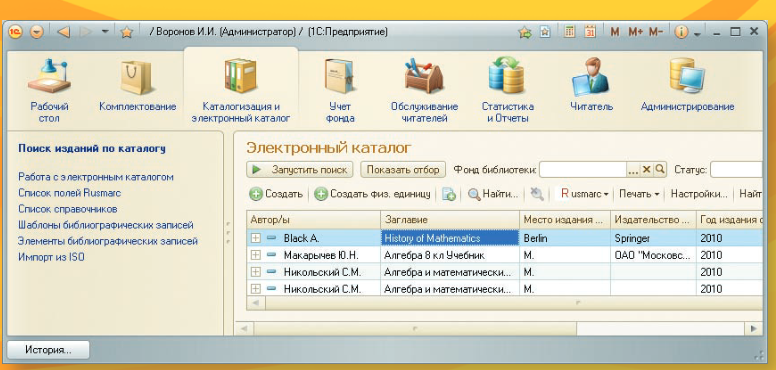 / Воронов И.И. (Администратор) / (1С:Предприятие)
M M+ M-
Рабочий стол
Комплектование
Каталогизация и электронный каталог
Учет фонда
Обслуживание читателей
Статистика и Отчеты
Читатель
Администрирование
Поиск изданий по каталогу
Работа с электронным каталогом
Список полей Rusmarc
Список справочников
Шаблоны библиографических записей
Элементы библиографических записей
Импорт из ISO
Электронный каталог
Запустить поиск Показать отбор Фонд библиотеки: ... X Q Статус:
Создать Создать физ. единицу Найти... Rusmarc Печать Настройки... Найт
Автор/ы Заглавие Место издания ... Издательство ... Год издания с
Black A. History of Mathematics Berlin Springer 2010
Макарычев Ю.Н. Алгебра 8 кл Учебник М. ОАО "Московс... 2010
Никольский С.М. Алгебра и математически... М. 2010
Никольский С.М. Алгебра и математически... М. 2010
История...